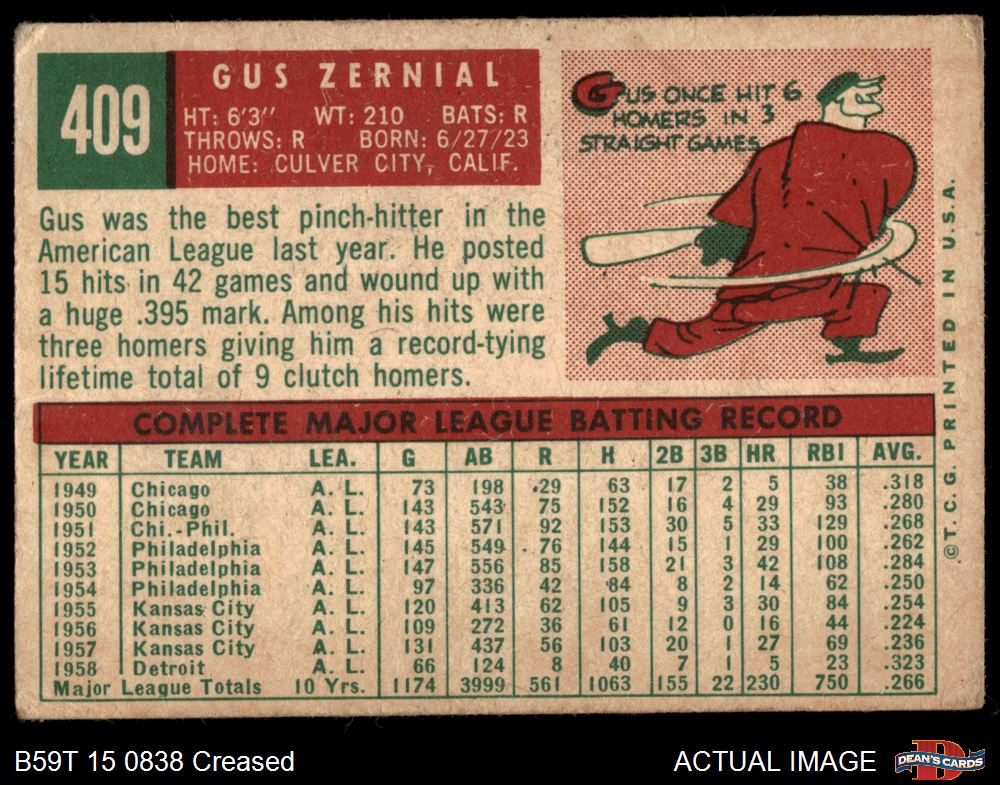 409
GUS ZERNIAL
HT: 6'3" WT: 210 BATS: R
THROWS: R BORN: 6/27/23
HOME: CULVER CITY, CALIF.
GUS ONCE HIT 6
HOMERS IN 3
STRAIGHT GAMES
Gus was the best pinch-hitter in the
American League last year. He posted
15 hits in 42 games and wound up with
a huge .395 mark. Among his hits were
three homers giving him a record-tying
lifetime total of 9 clutch homers.
COMPLETE MAJOR LEAGUE BATTING RECORD
YEAR TEAM LEA. G AB R H 2B 3B HR RBI AVG.
1949 Chicago A. L. 73 198 29 63 17 2 5 38 .318
1950 Chicago A. L. 143 543 75 152 16 4 29 93 .280
1951 Chi.-Phil. A. L. 143 571 92 153 30 5 33 129 .268
1952 Philadelphia A. L. 145 549 76 144 15 1 29 100 .262
1953 Philadelphia A. L. 147 556 85 158 21 3 42 108 .284
1954 Philadelphia A. L. 97 336 42 84 8 2 14 62 .250
1955 Kansas City A. L. 120 413 62 105 9 3 30 84 .254
1956 Kansas City A. L. 109 272 36 61 12 0 16 44 .224
1957 Kansas City A. L. 131 437 56 103 20 1 27 69 .236
1958 Detroit A. L. 66 124 8 40 7 1 5 23 .323
Major League Totals 10 Yrs. 1174 3999 561 1063 155 22 230 750 .266
©T. C. G. PRINTED IN U.S.A.
B59T 15 0838 Creased
ACTUAL IMAGE
D
DEAN'S CARDS